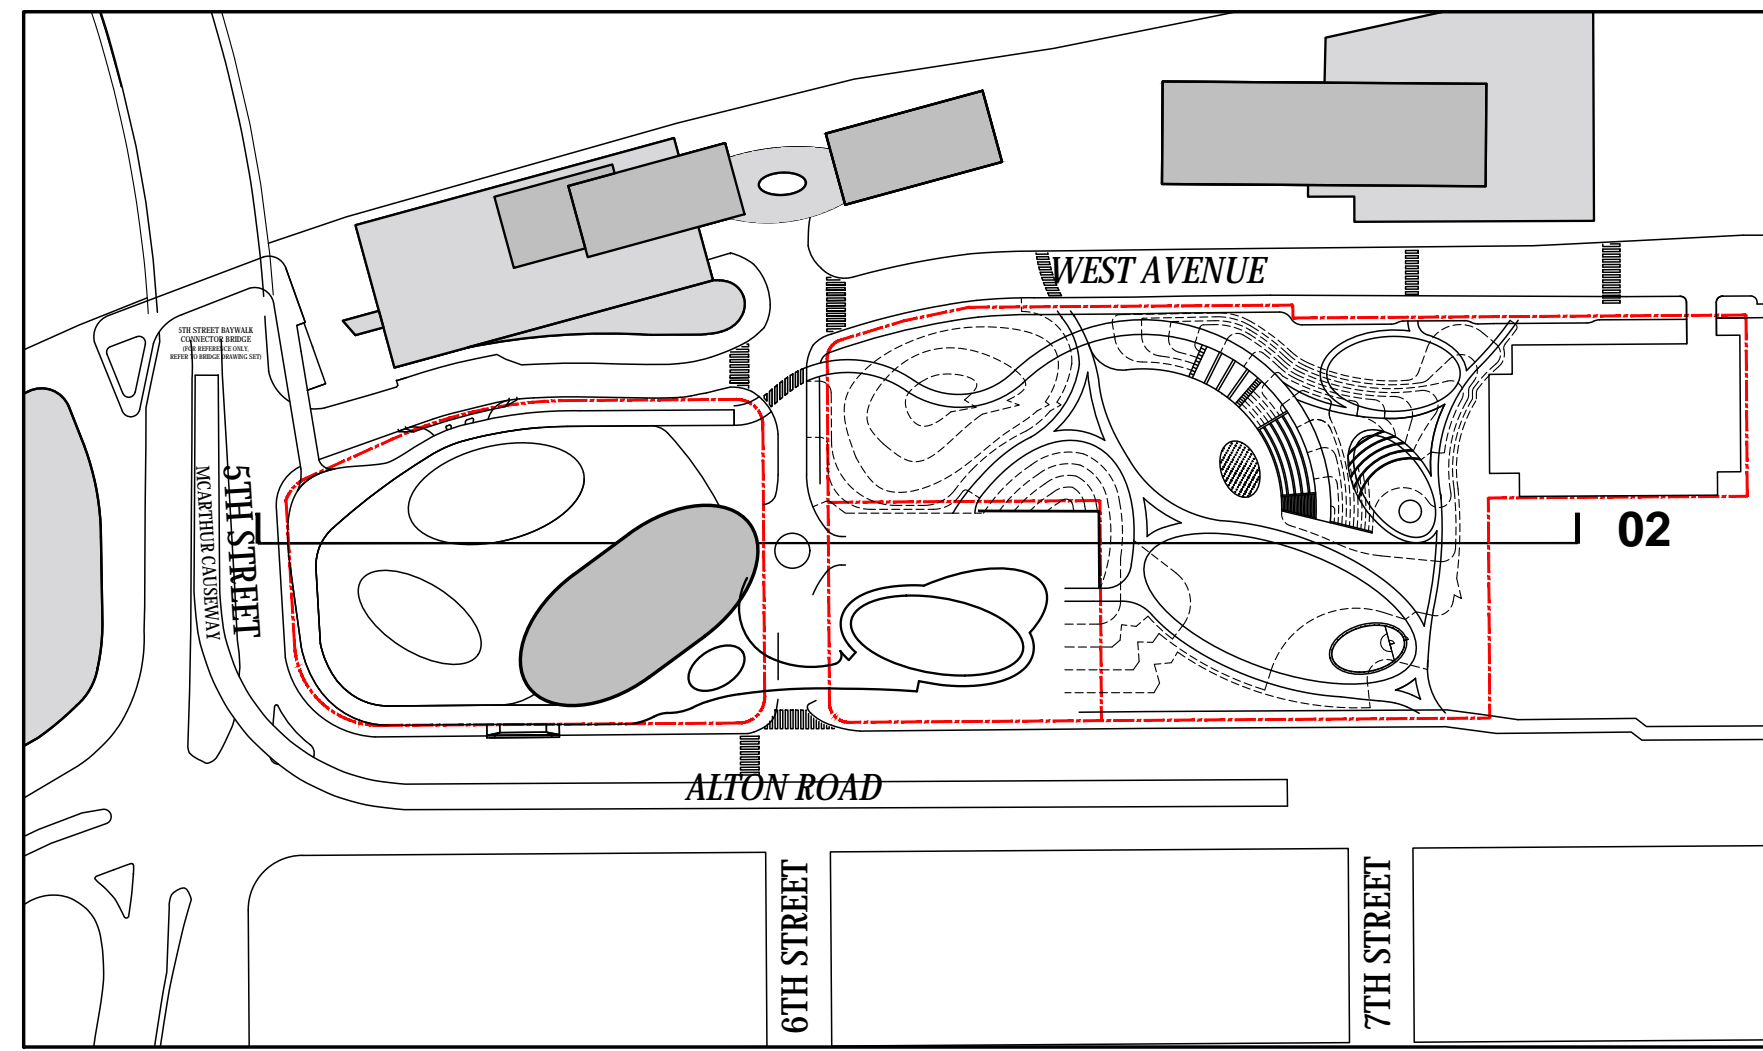 WEST AVENUE
5TH STREET BAYWALK
CONNECTOR BRIDGE
(FOR REFERENCE ONLY,
REFER TO BRIDGE DRAWING SET)
5TH STREET
MCARTHUR CAUSEWAY
02
ALTON ROAD
6TH STREET
7TH STREET